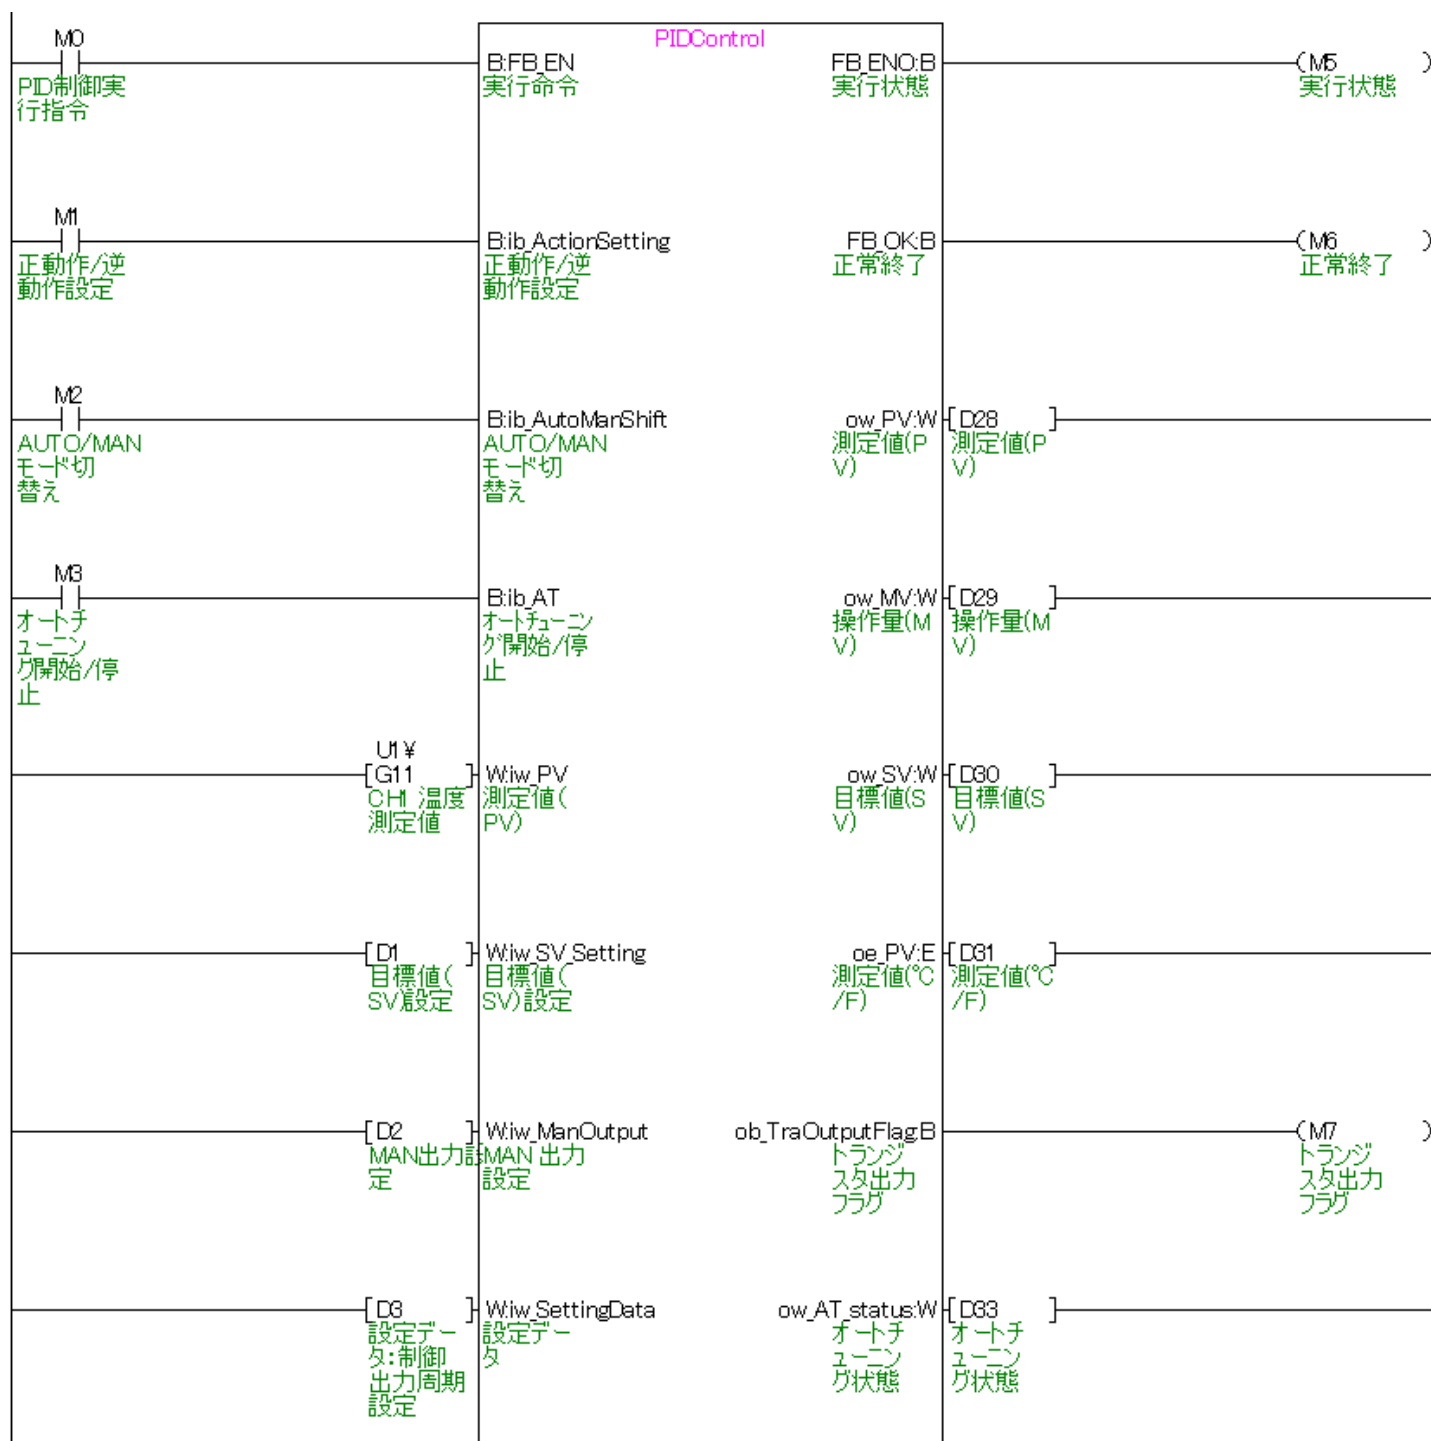 PIDControl
M0
B:FB_EN
FB_ENO:B
M5
PID制御実
行指令
実行命令
実行状態
実行状態
M1
B:ib_ActionSetting
FB_OK:B
M6
正動作/逆
動作設定
正動作/逆
動作設定
正常終了
正常終了
M2
B:ib_AutoManShift
ow_PV:W
D28
AUTO/MAN
モード切
替え
AUTO/MAN
モード切
替え
測定値(P
V)
測定値(P
V)
M3
B:ib_AT
ow_MV:W
D29
オートチ
ューニン
グ開始/停
止
オートチューニン
グ開始/停
止
操作量(M
V)
操作量(M
V)
U1¥
G11
W:iw_PV
ow_SV:W
D30
CH1 温度
測定値
測定値(
PV)
目標値(S
V)
目標値(S
V)
D1
W:iw_SV_Setting
oe_PV:E
D31
目標値(
SV)設定
目標値(
SV)設定
測定値(℃
/F)
測定値(℃
/F)
D2
W:iw_ManOutput
ob_TraOutputFlag:B
M7
MAN出力設
定
MAN 出力
設定
トランジ
スタ出力
フラグ
トランジ
スタ出力
フラグ
D3
W:iw_SettingData
ow_AT_status:W
D33
設定デー
タ:制御
出力周期
設定
設定デー
タ
オートチ
ューニン
グ状態
オートチ
ューニン
グ状態